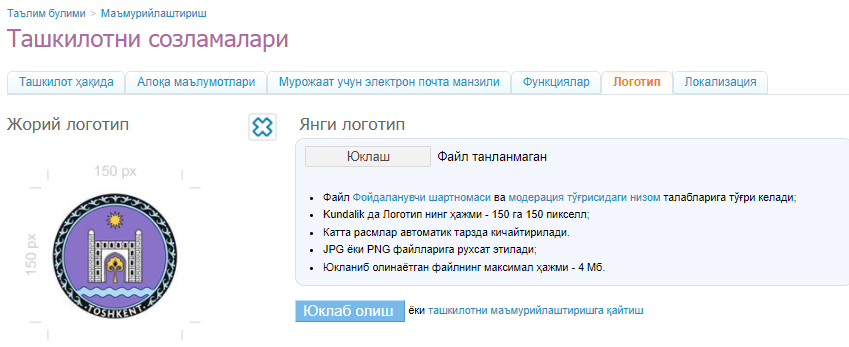 Таълим булими > Маъмурийлаштириш
Ташкилотни созламалари
Ташкилот ҳақида Алоқа маълумотлари Мурожаат учун электрон почта манзили Функциялар Логотип Локализация
Жорий логотип
Янги логотип
150 px
150 px
TOSHKENT
Юклаш Файл танланмаган
Файл Фойдаланувчи шартномаси ва модерация тўғрисидаги низом талабларига тўғри келади;
Kundalik да Логотип нинг ҳажми - 150 га 150 пикселл;
Катта расмлар автоматик тарзда кичайтирилади.
JPG ёки PNG файлларига рухсат этилади;
Юкланиб олинаётган файлнинг максимал ҳажми - 4 Мб.
Юклаб олиш ёки ташкилотни маъмурийлаштиришга қайтиш